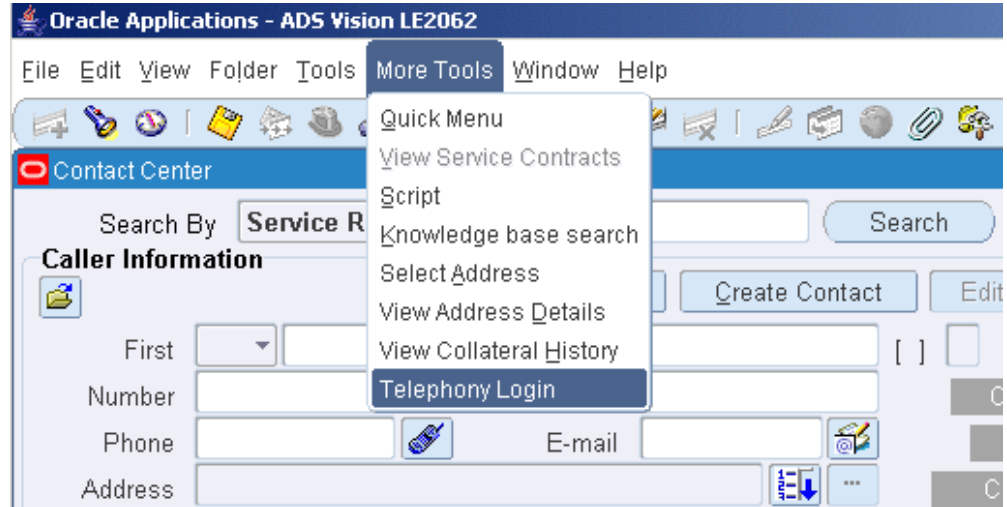 Oracle Applications - ADS Vision LE2062
File Edit View Folder Tools More Tools Window Help
Quick Menu
View Service Contracts
Contact Center
Script
Search By Service R Search
Knowledge base search
Caller Information
Select Address
Create Contact Edit
View Address Details
First [ ]
View Collateral History
Number Telephony Login C
Phone E-mail
Address C